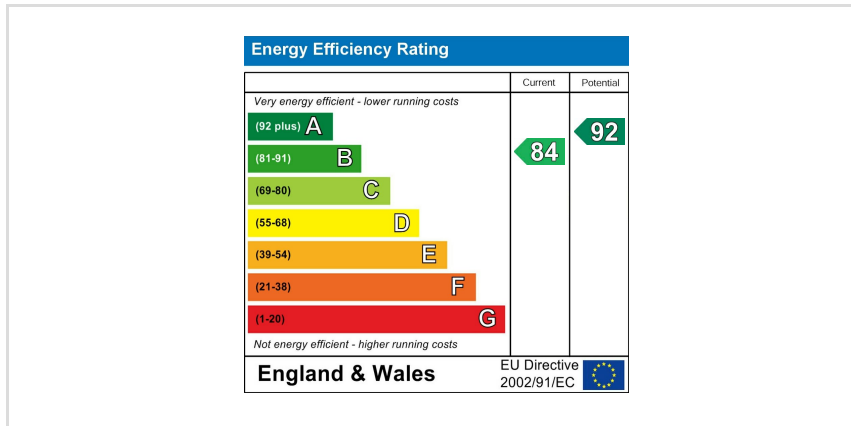 Energy Efficiency Rating
Current Potential
Very energy efficient - lower running costs
(92 plus) A
92
(81-91) B
84
(69-80) C
(55-68) D
(39-54) E
(21-38) F
(1-20) G
Not energy efficient - higher running costs
England & Wales
EU Directive
2002/91/EC